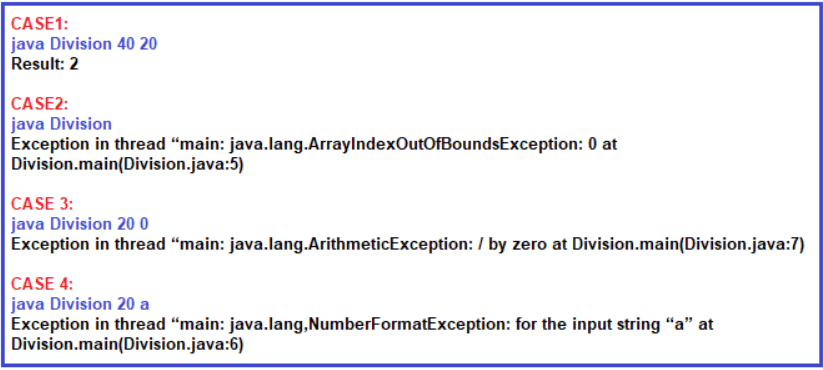 CASE1:
java Division 40 20
Result: 2
CASE2:
java Division
Exception in thread “main: java.lang.ArrayIndexOutOfBoundsException: 0 at
Division.main(Division.java:5)
CASE 3:
java Division 20 0
Exception in thread “main: java.lang.ArithmeticException: / by zero at Division.main(Division.java:7)
CASE 4:
java Division 20 a
Exception in thread “main: java.lang,NumberFormatException: for the input string “a” at
Division.main(Division.java:6)